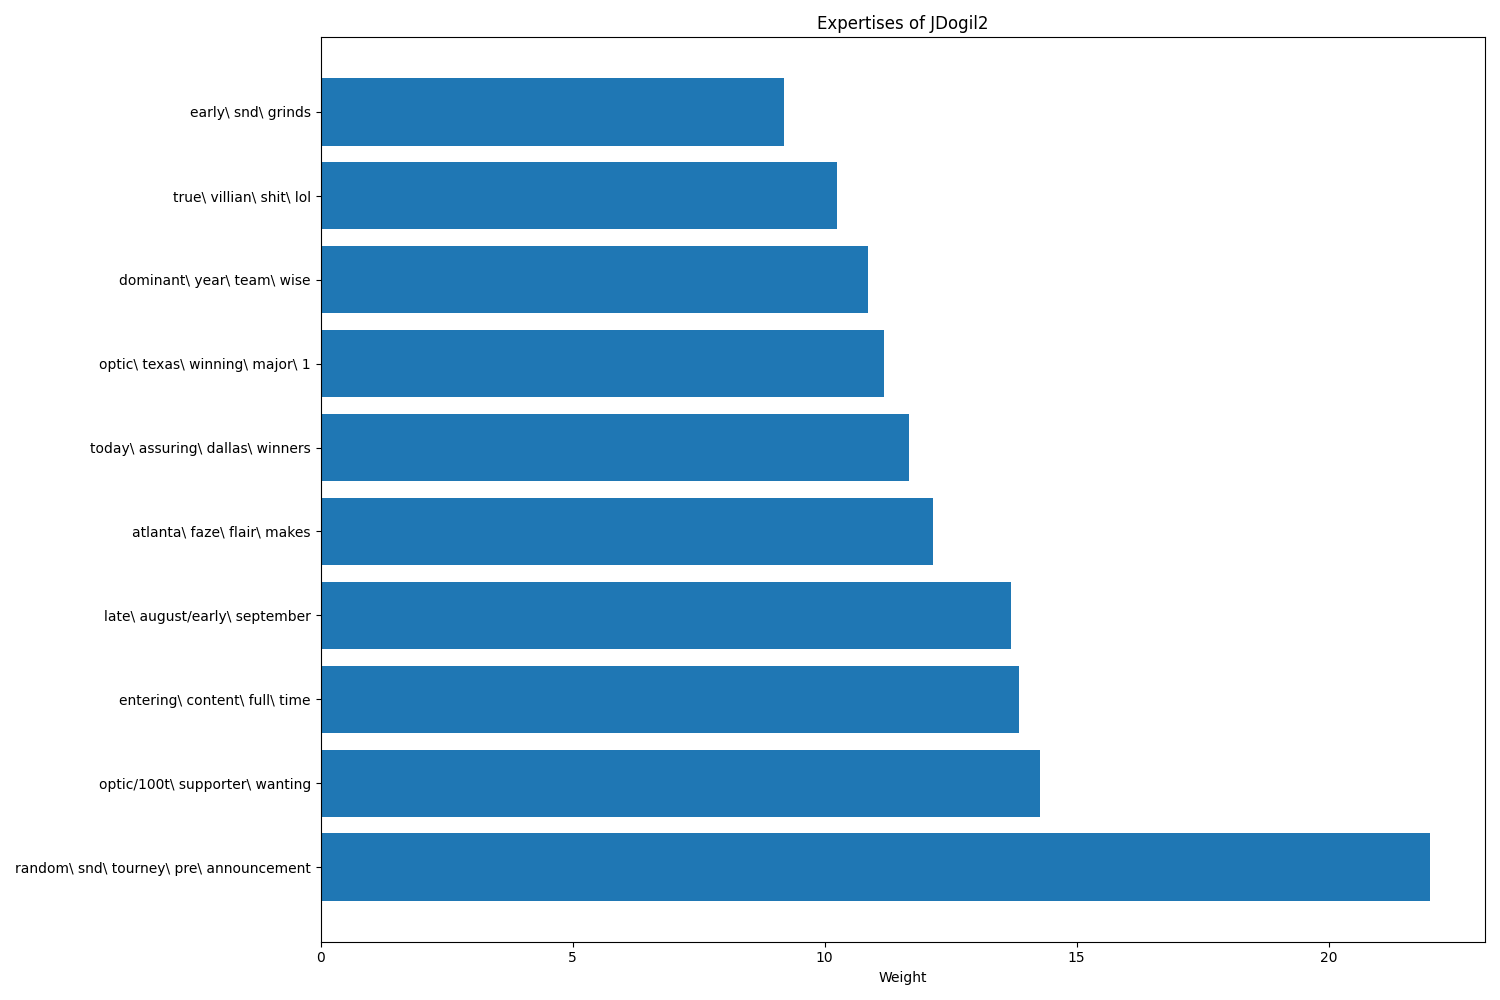 Expertises of JDogil2
early\ snd\ grinds
true\ villian\ shit\ lol
dominant\ year\ team\ wise
optic\ texas\ winning\ major\ 1
today\ assuring\ dallas\ winners
atlanta\ faze\ flair\ makes
late\ august/early\ september
entering\ content\ full\ time
optic/100t\ supporter\ wanting
random\ snd\ tourney\ pre\ announcement
0 5 10 15 20
Weight